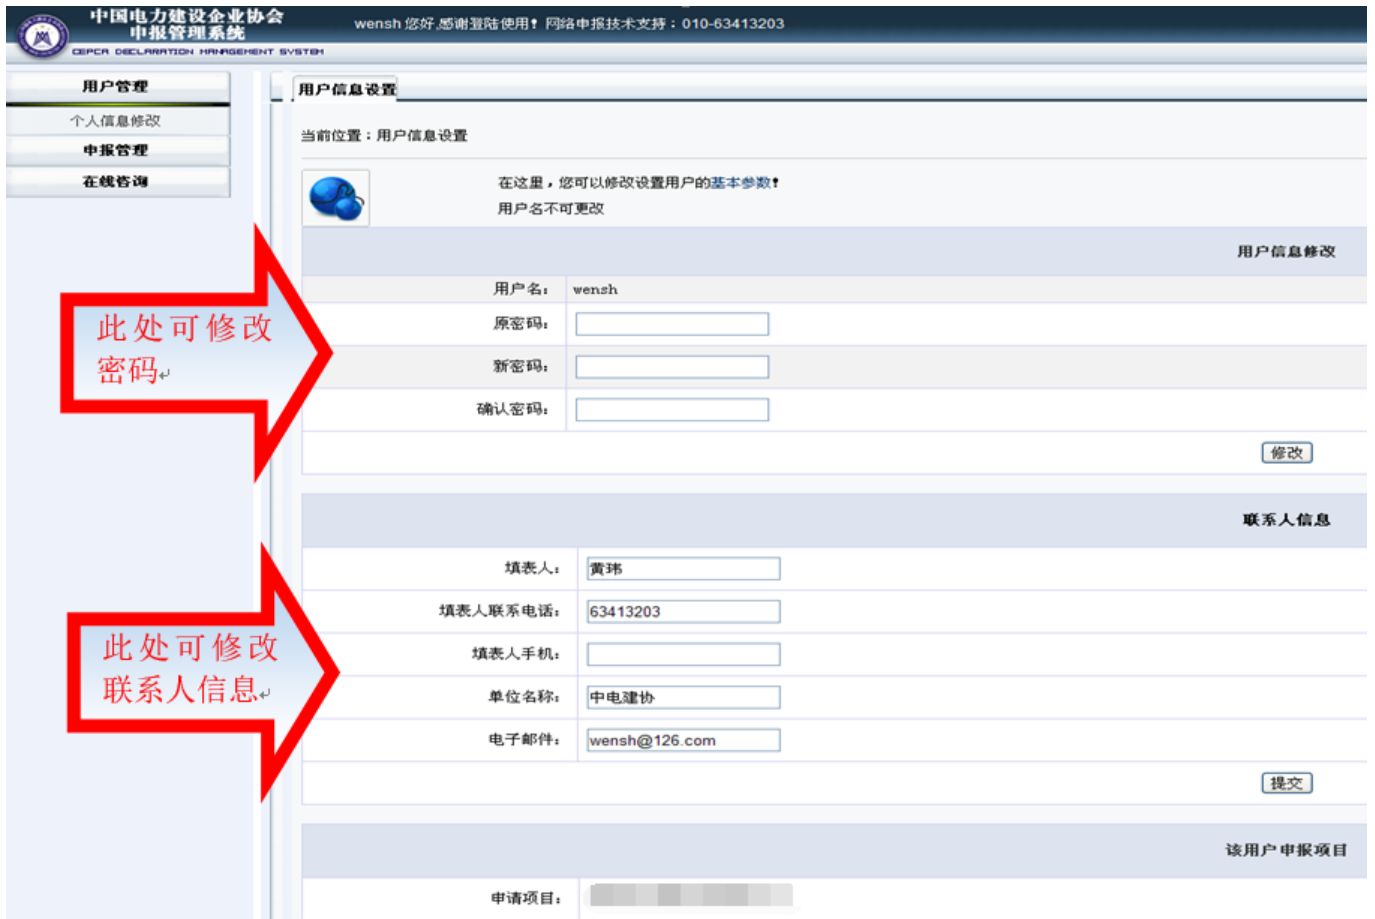 中国电力建设企业协会
申报管理系统
CEPCA DECLARATION MANAGEMENT SYSTEM
wensh 您好,感谢登陆使用! 网络申报技术支持：010-63413203
用户管理
个人信息修改
申报管理
在线咨询
用户信息设置
当前位置：用户信息设置
在这里，您可以修改设置用户的基本参数!
用户名不可更改
用户信息修改
用户名： wensh
原密码：
新密码：
确认密码：
修改
此处可修改
密码
联系人信息
填表人： 黄玮
填表人联系电话： 63413203
填表人手机：
单位名称： 中电建协
电子邮件： wensh@126.com
提交
此处可修改
联系人信息
该用户申报项目
申请项目：